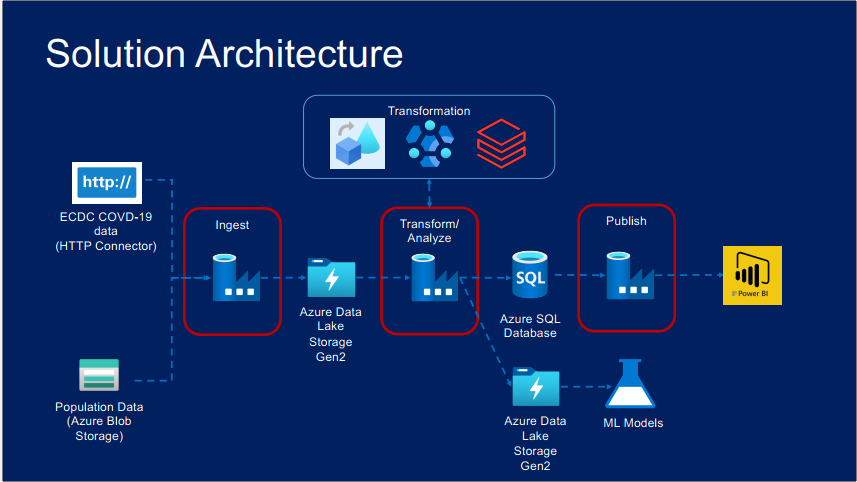 Solution Architecture
Transformation
http://
ECDC COVD-19
data
(HTTP Connector)
Ingest
Transform/
Analyze
Publish
SQL
Power BI
Azure Data
Lake
Storage
Gen2
Azure SQL
Database
Population Data
(Azure Blob
Storage)
Azure Data
Lake
Storage
Gen2
ML Models